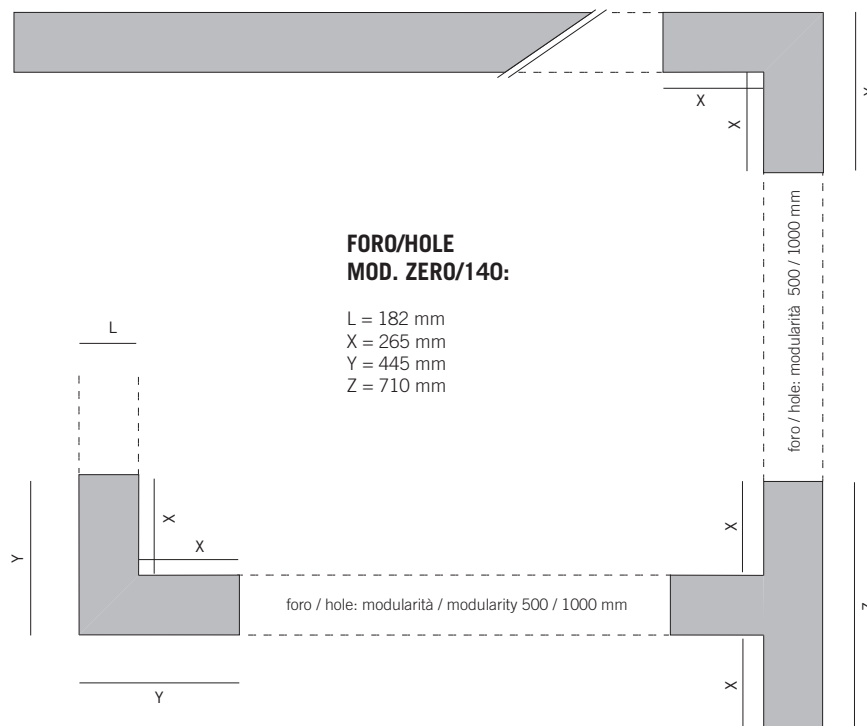 X
X
Y
FORO/HOLE
MOD. ZERO/140:
L = 182 mm
X = 265 mm
Y = 445 mm
Z = 710 mm
foro / hole: modularità 500 / 1000 mm
L
X
X
Y
X
foro / hole: modularità / modularity 500 / 1000 mm
Z
X
Y